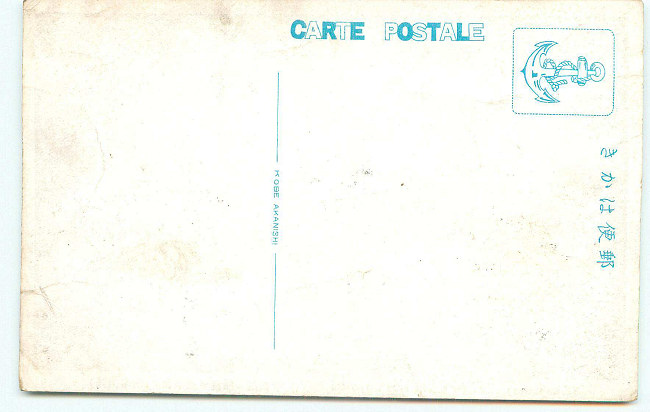 CARTE POSTALE
きかは便郵
KOBE AKANISHI